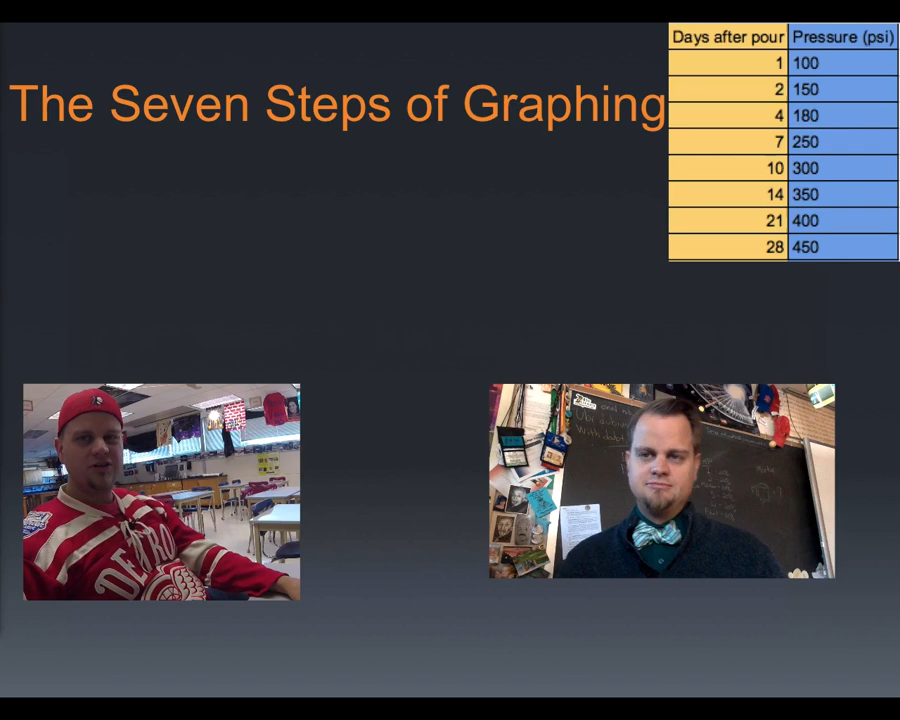 The Seven Steps of Graphing
Days after pour Pressure (psi)
1 100
2 150
4 180
7 250
10 300
14 350
21 400
28 450
DETROIT